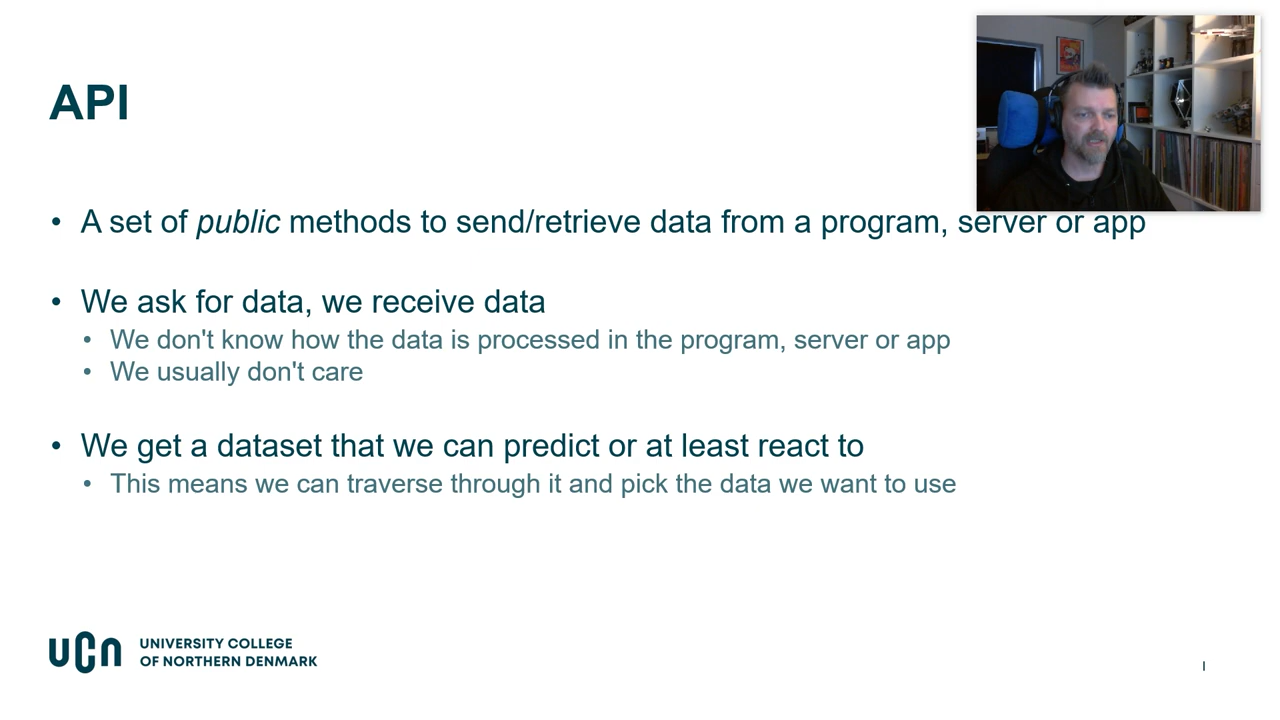 API
• A set of public methods to send/retrieve data from a program, server or app
• We ask for data, we receive data
• We don't know how the data is processed in the program, server or app
• We usually don't care
• We get a dataset that we can predict or at least react to
• This means we can traverse through it and pick the data we want to use
ucn
UNIVERSITY COLLEGE
OF NORTHERN DENMARK
I